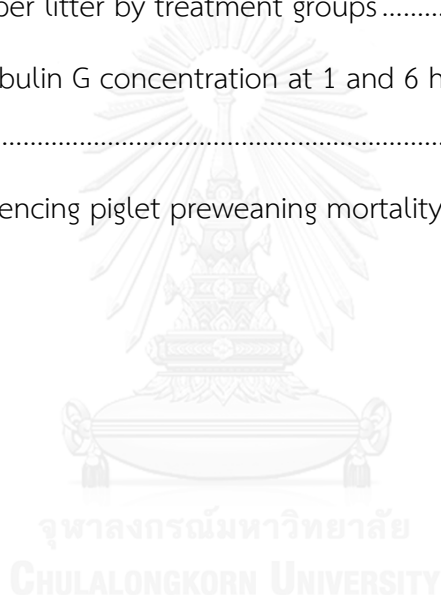 per litter by treatment groups..........
bulin G concentration at 1 and 6 h
................................................................
encing piglet preweaning mortality
จุฬาลงกรณ์มหาวิทยาลัย
CHULALONGKORN UNIVERSITY